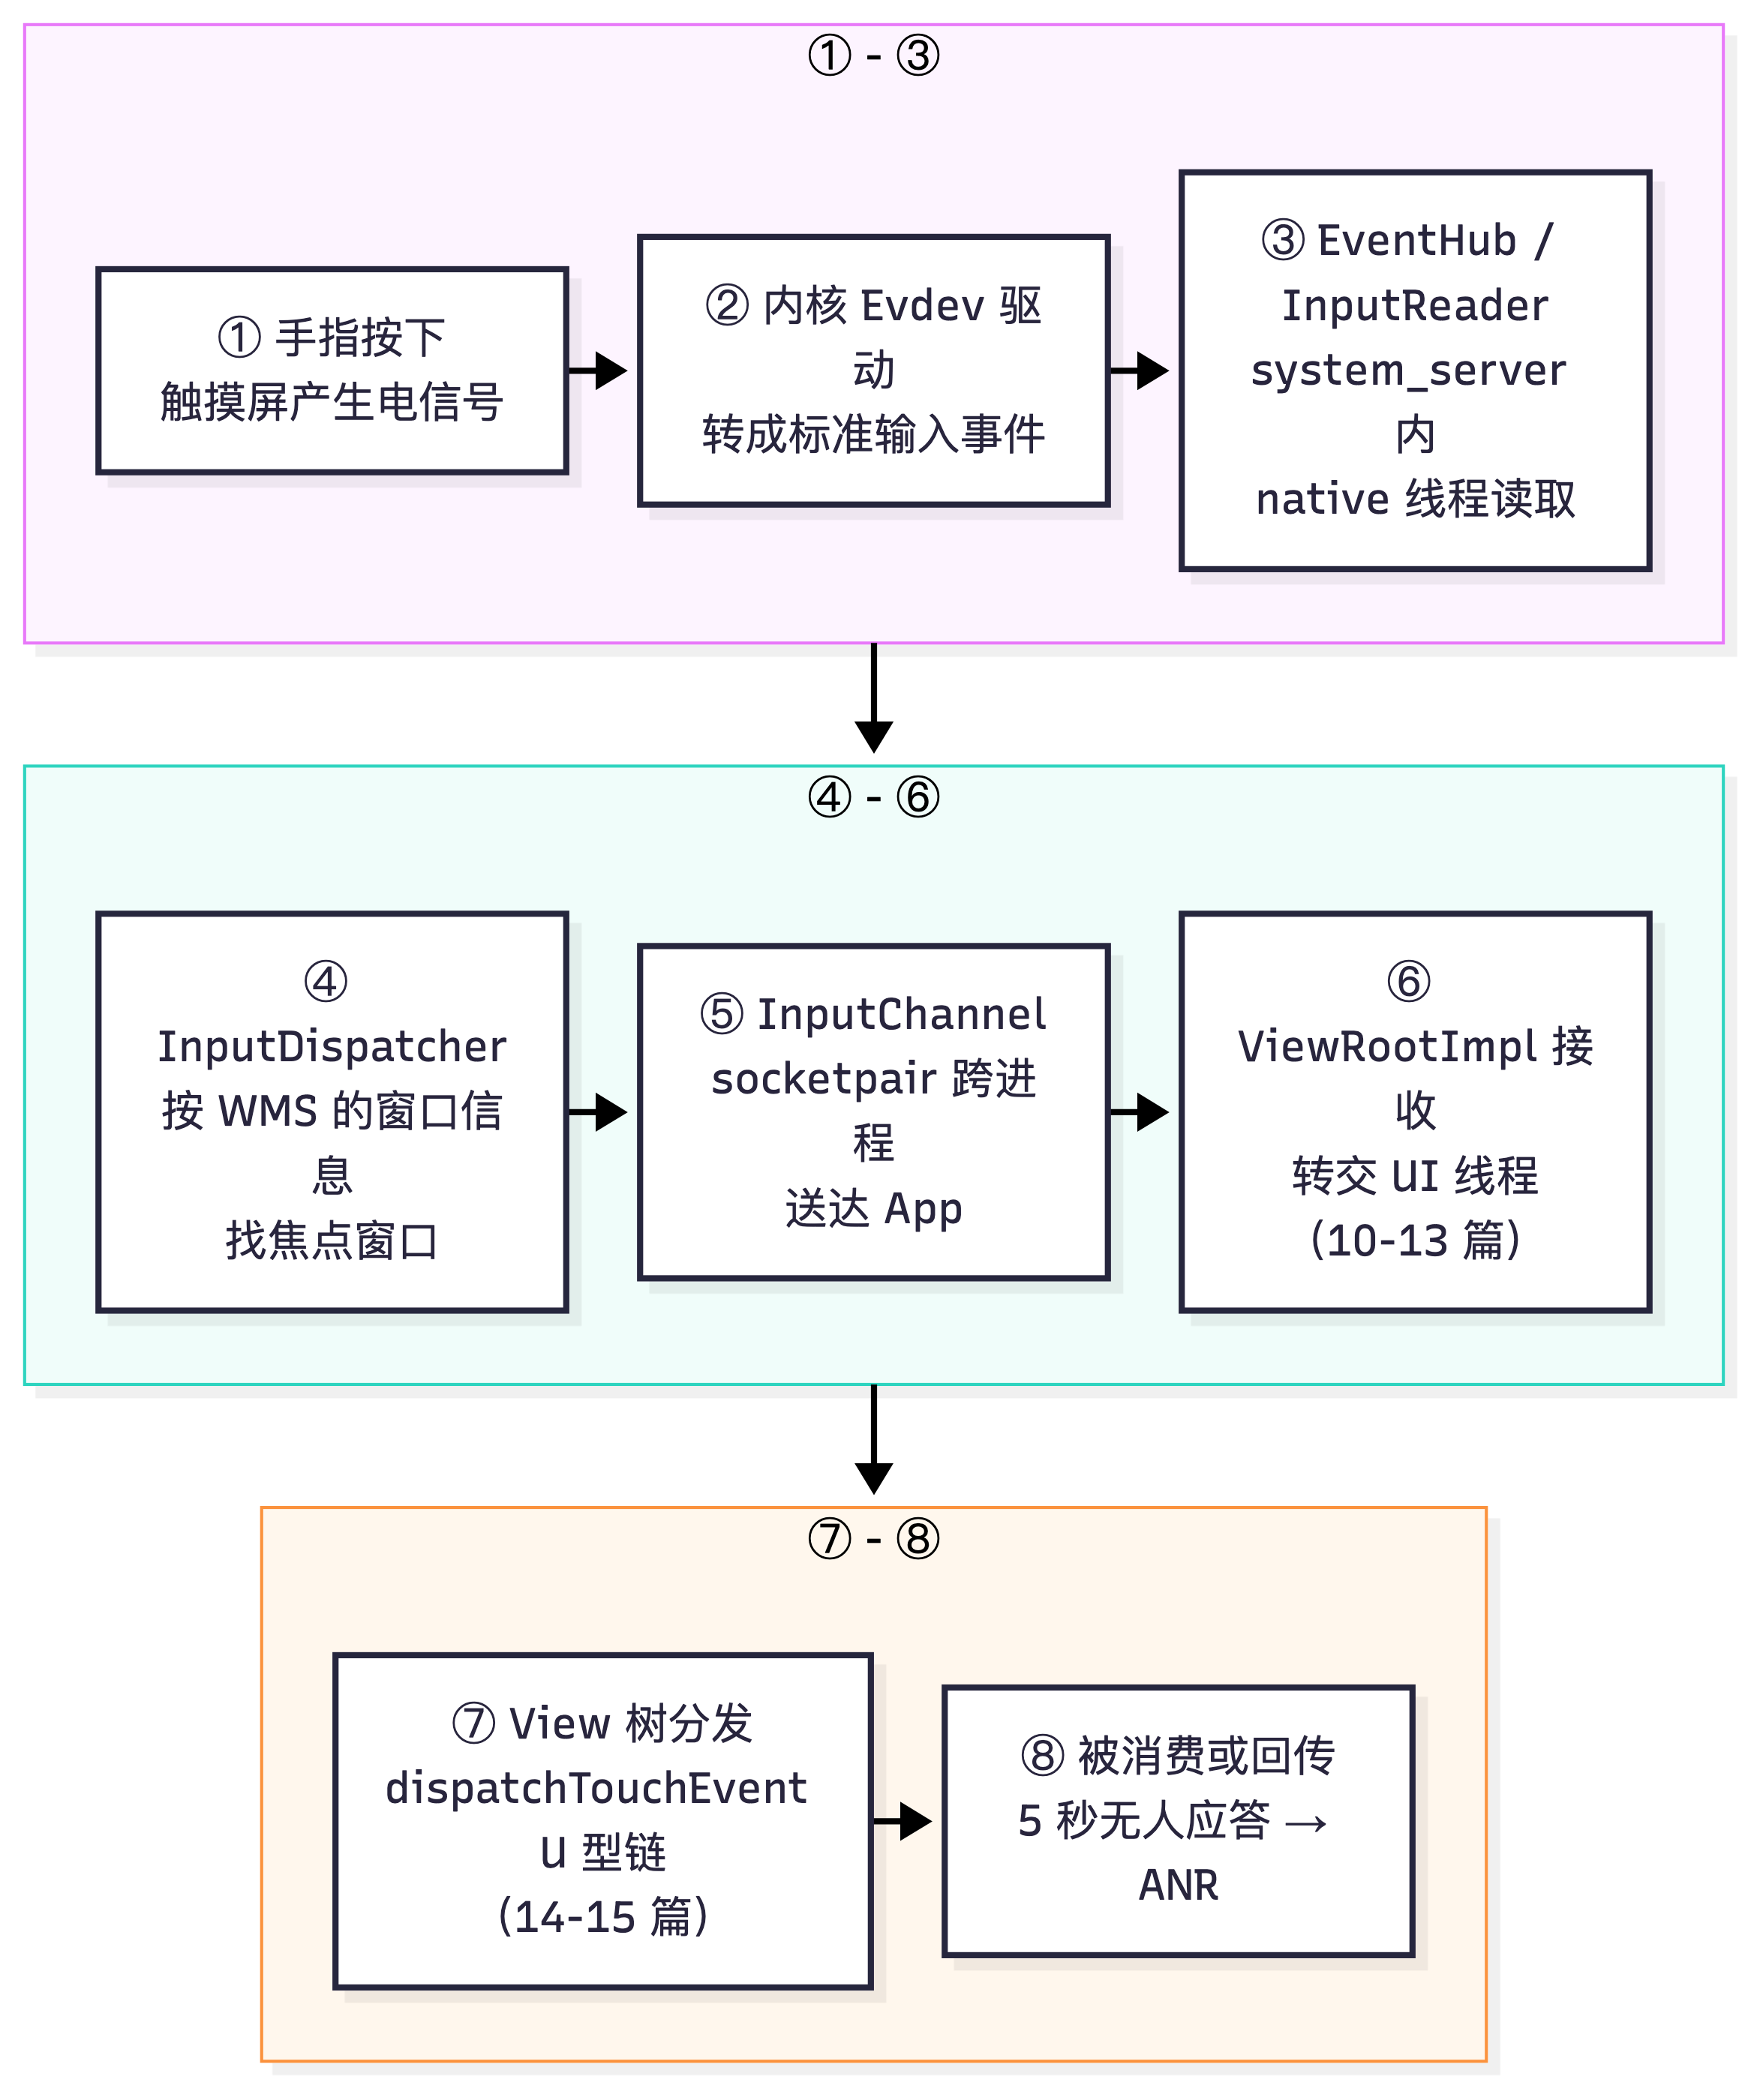 ① - ③
① 手指按下
触摸屏产生电信号
② 内核 Evdev 驱
动
转成标准输入事件
③ EventHub /
InputReader
system_server
内
native 线程读取
④ - ⑥
④
InputDispatcher
按 WMS 的窗口信
息
找焦点窗口
⑤ InputChannel
socketpair 跨进
程
送达 App
⑥
ViewRootImpl 接
收
转交 UI 线程
(10-13 篇)
⑦ - ⑧
⑦ View 树分发
dispatchTouchEvent
U 型链
(14-15 篇)
⑧ 被消费或回传
5 秒无人应答 →
ANR